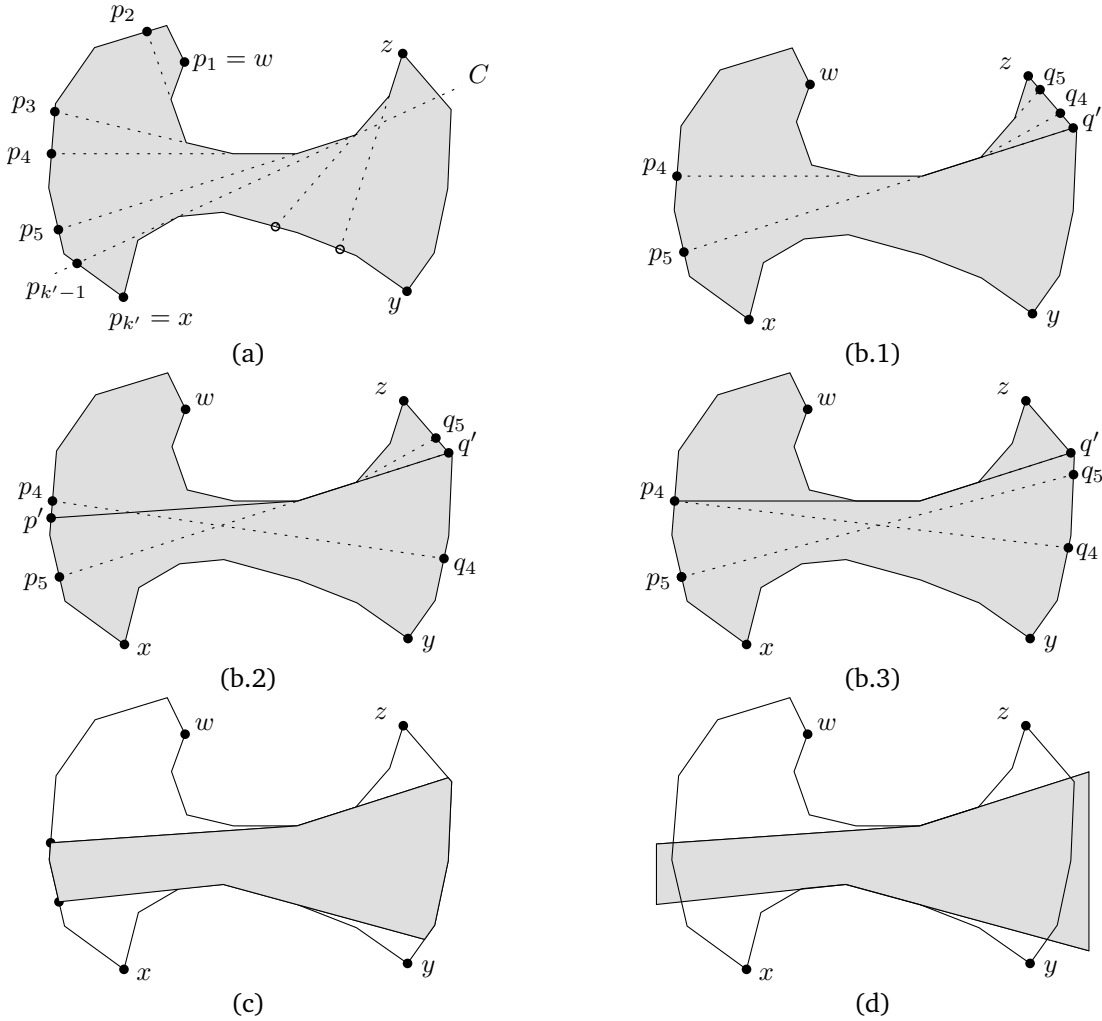 p₂
z
p₁ = w
C
p₃
p₄
p₅
pₖ′₋₁
y
pₖ′ = x
(a)
w
z
q₅
q₄
q′
p₄
p₅
x
y
(b.1)
w
z
q₅
q′
p₄
p′
p₅
q₄
x
y
(b.2)
w
z
q′
q₅
p₄
q₄
p₅
x
y
(b.3)
w
z
x
y
(c)
w
z
x
y
(d)